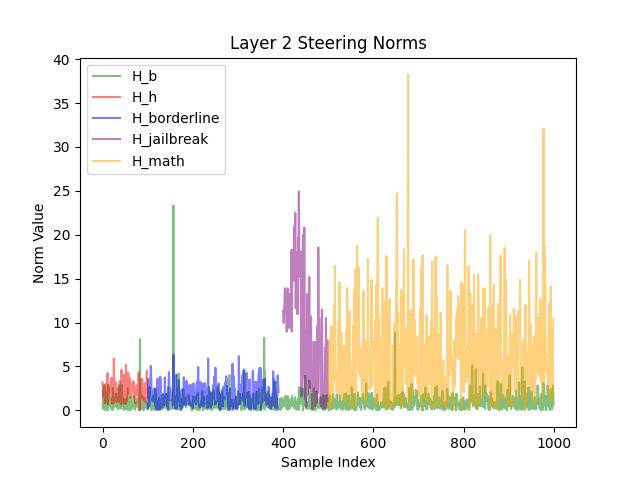 Layer 2 Steering Norms
H_b
H_h
H_borderline
H_jailbreak
H_math
Norm Value
40
35
30
25
20
15
10
5
0
0 200 400 600 800 1000
Sample Index